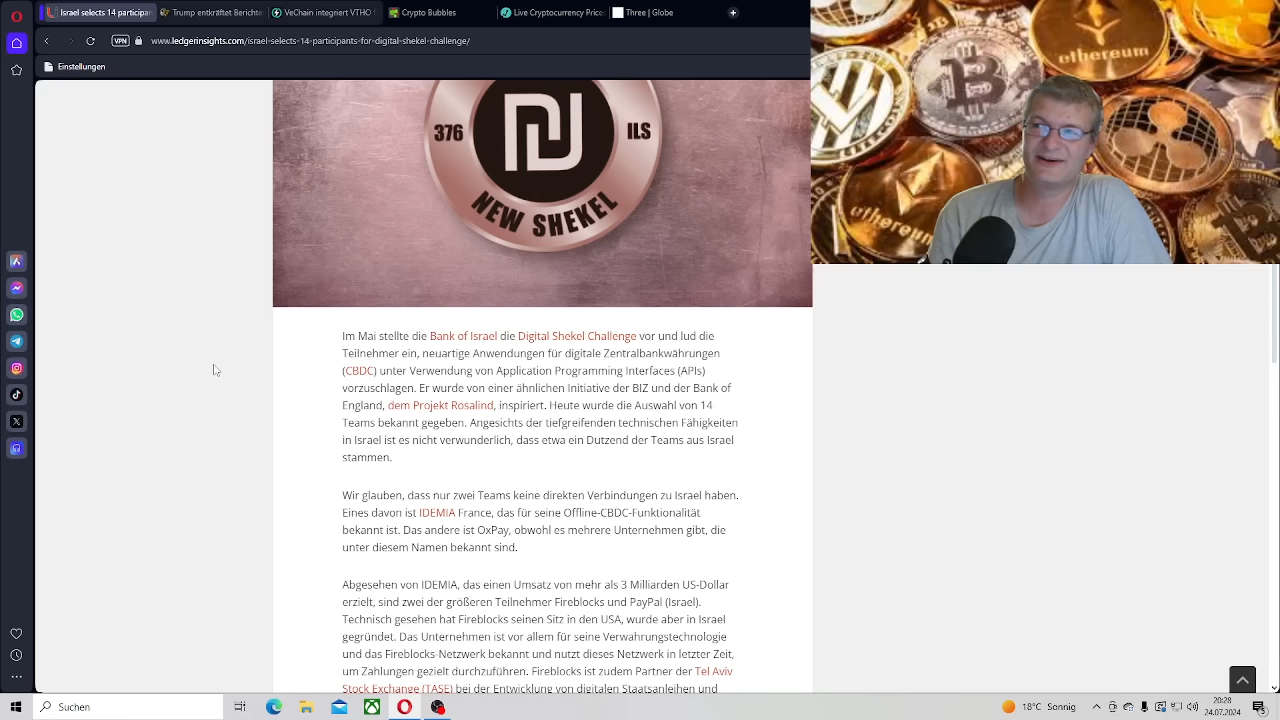 Israel selects 14 participan
Trump entkräftet Berichte
VeChain integriert VTHO f
Crypto Bubbles
Live Cryptocurrency Price
Three | Globe
VPN
www.ledgerinsights.com/israel-selects-14-participants-for-digital-shekel-challenge/
Einstellungen
ethereum
ethereum
376
ILS
NEW SHEKEL
Im Mai stellte die Bank of Israel die Digital Shekel Challenge vor und lud die
Teilnehmer ein, neuartige Anwendungen für digitale Zentralbankwährungen
(CBDC) unter Verwendung von Application Programming Interfaces (APIs)
vorzuschlagen. Er wurde von einer ähnlichen Initiative der BIZ und der Bank of
England, dem Projekt Rosalind, inspiriert. Heute wurde die Auswahl von 14
Teams bekannt gegeben. Angesichts der tiefgreifenden technischen Fähigkeiten
in Israel ist es nicht verwunderlich, dass etwa ein Dutzend der Teams aus Israel
stammen.
Wir glauben, dass nur zwei Teams keine direkten Verbindungen zu Israel haben.
Eines davon ist IDEMIA France, das für seine Offline-CBDC-Funktionalität
bekannt ist. Das andere ist OxPay, obwohl es mehrere Unternehmen gibt, die
unter diesem Namen bekannt sind.
Abgesehen von IDEMIA, das einen Umsatz von mehr als 3 Milliarden US-Dollar
erzielt, sind zwei der größeren Teilnehmer Fireblocks und PayPal (Israel).
Technisch gesehen hat Fireblocks seinen Sitz in den USA, wurde aber in Israel
gegründet. Das Unternehmen ist vor allem für seine Verwahrungstechnologie
und das Fireblocks-Netzwerk bekannt und nutzt dieses Netzwerk in letzter Zeit,
um Zahlungen gezielt durchzuführen. Fireblocks ist zudem Partner der Tel Aviv
Stock Exchange (TASE) bei der Entwicklung von digitalen Staatsanleihen und
Suchen
18°C Sonnig
20:28
24.07.2024